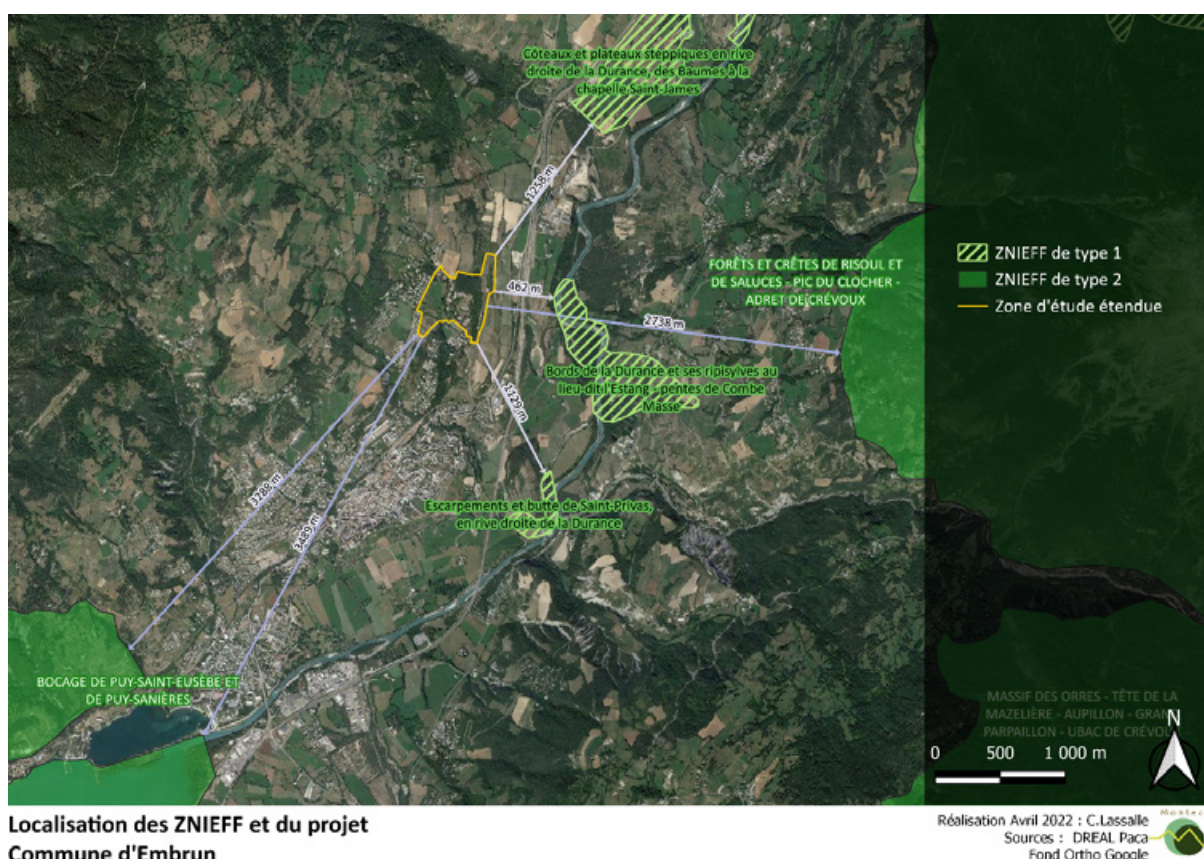 Côteaux et plateaux steppiques en rive
droite de la Durance, des Baumes à la
chapelle Saint-James
1258 m
462 m
2738 m
FORÊTS ET CRÊTES DE RISOUL ET
DE SALUCES - PIC DU CLOCHER -
ADRET DE CRÉVOUX
ZNIEFF de type 1
ZNIEFF de type 2
Zone d'étude étendue
Bords de la Durance et ses ripisylves au
lieu-dit l'Estang - pentes de Combe
Masse
1129 m
3289 m
3489 m
Escarpements et butte de Saint-Privas,
en rive droite de la Durance
BOCAGE DE PUY-SAINT-EUSÈBE ET
DE PUY-SANIÈRES
MASSIF DES ORRES - TÊTE DE LA
MAZELIÈRE - AUPILLON - GRAND
PARPAILLON - UBAC DE CRÉVOUX
N
0 500 1 000 m
Localisation des ZNIEFF et du projet
Commune d'Embrun
Réalisation Avril 2022 : C.Lassalle
Sources : DREAL Paca
Fond Ortho Google